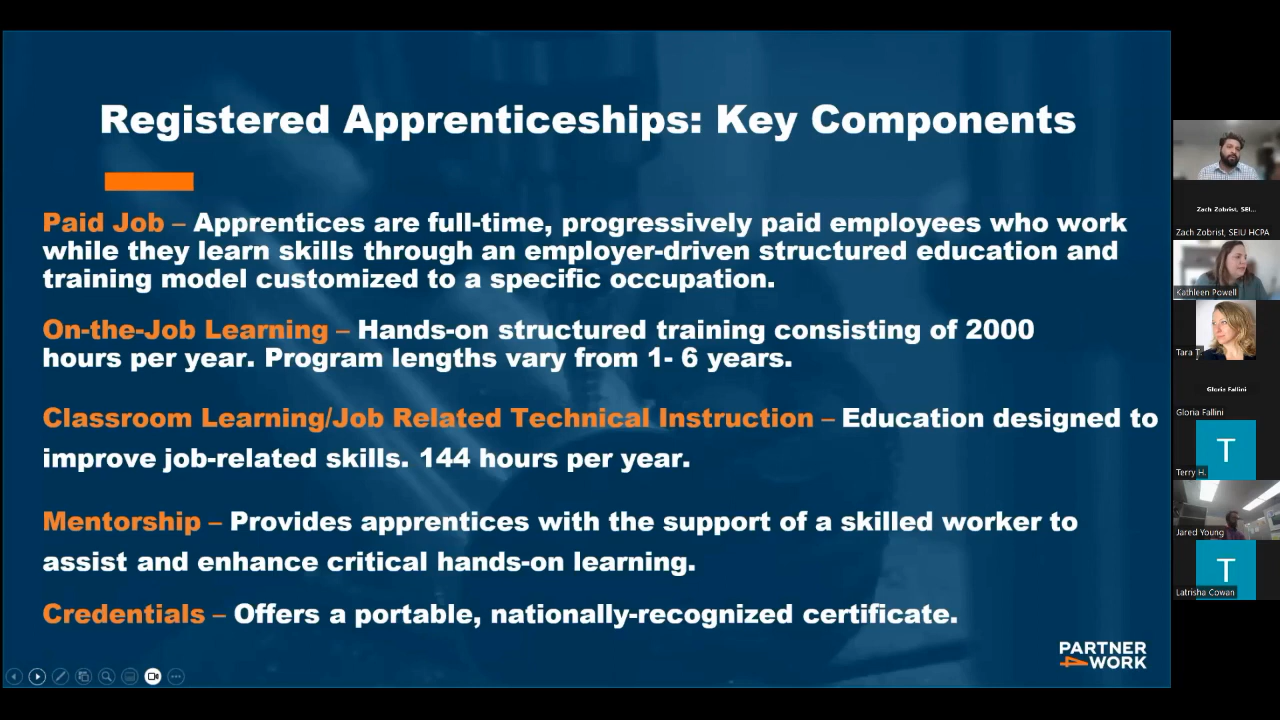 Registered Apprenticeships: Key Components
Paid Job – Apprentices are full-time, progressively paid employees who work
while they learn skills through an employer-driven structured education and
training model customized to a specific occupation.
On-the-Job Learning – Hands-on structured training consisting of 2000
hours per year. Program lengths vary from 1- 6 years.
Classroom Learning/Job Related Technical Instruction – Education designed to
improve job-related skills. 144 hours per year.
Mentorship – Provides apprentices with the support of a skilled worker to
assist and enhance critical hands-on learning.
Credentials – Offers a portable, nationally-recognized certificate.
PARTNER
4 WORK
Zach Zobrist, SEI...
Zach Zobrist, SEIU HCPA
Kathleen Powell
Tara T
Gloria Fallini
Gloria Fallini
T
Terry H.
Jared Young
T
Latrisha Cowan